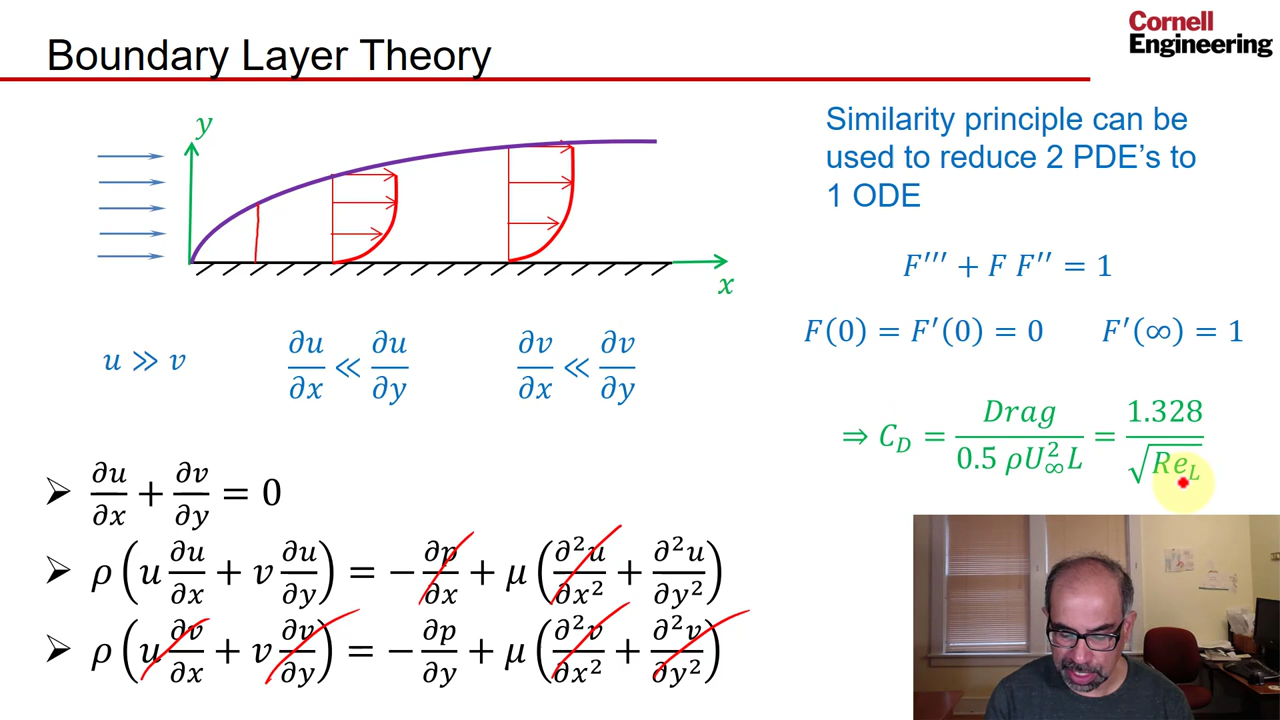 Cornell
Engineering
Boundary Layer Theory
y
x
Similarity principle can be
used to reduce 2 PDE's to
1 ODE
F''' + F F'' = 1
F(0) = F'(0) = 0 F'(∞) = 1
⇒ C_D = Drag / (0.5 ρU_∞^2 L) = 1.328 / √Re_L
u ≫ v ∂u/∂x ≪ ∂u/∂y ∂v/∂x ≪ ∂v/∂y
➢ ∂u/∂x + ∂v/∂y = 0
➢ ρ(u ∂u/∂x + v ∂u/∂y) = −∂p/∂x + μ(∂²u/∂x² + ∂²u/∂y²)
➢ ρ(u ∂v/∂x + v ∂v/∂y) = −∂p/∂y + μ(∂²v/∂x² + ∂²v/∂y²)